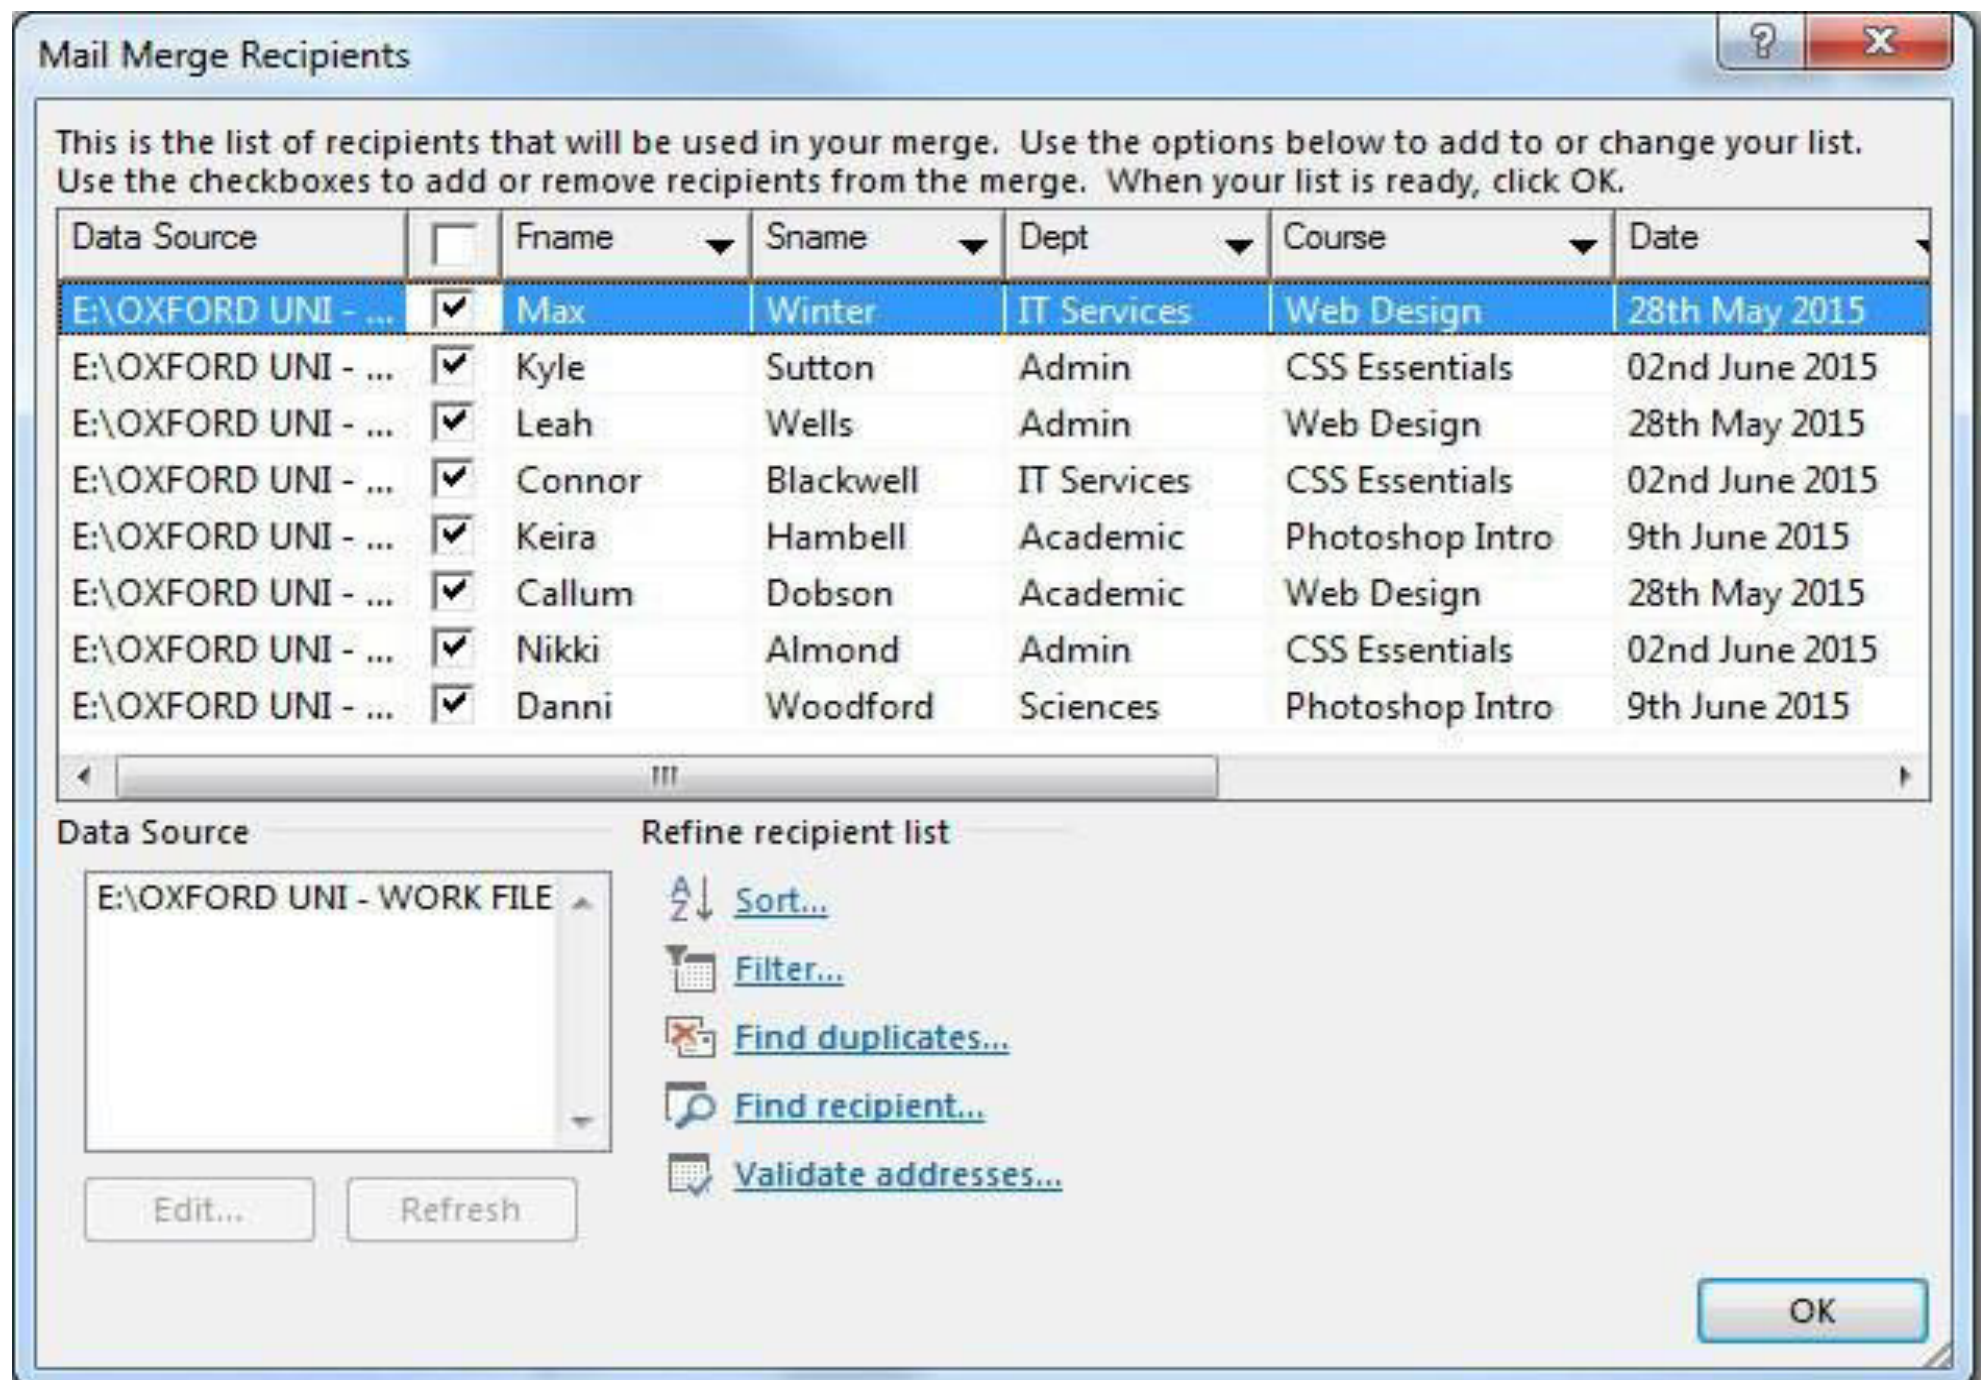 Mail Merge Recipients
This is the list of recipients that will be used in your merge. Use the options below to add to or change your list.
Use the checkboxes to add or remove recipients from the merge. When your list is ready, click OK.
Data Source Fname Sname Dept Course Date
E:\OXFORD UNI - ... Max Winter IT Services Web Design 28th May 2015
E:\OXFORD UNI - ... Kyle Sutton Admin CSS Essentials 02nd June 2015
E:\OXFORD UNI - ... Leah Wells Admin Web Design 28th May 2015
E:\OXFORD UNI - ... Connor Blackwell IT Services CSS Essentials 02nd June 2015
E:\OXFORD UNI - ... Keira Hambell Academic Photoshop Intro 9th June 2015
E:\OXFORD UNI - ... Callum Dobson Academic Web Design 28th May 2015
E:\OXFORD UNI - ... Nikki Almond Admin CSS Essentials 02nd June 2015
E:\OXFORD UNI - ... Danni Woodford Sciences Photoshop Intro 9th June 2015
Data Source
E:\OXFORD UNI - WORK FILE
Edit...
Refresh
Refine recipient list
Sort...
Filter...
Find duplicates...
Find recipient...
Validate addresses...
OK